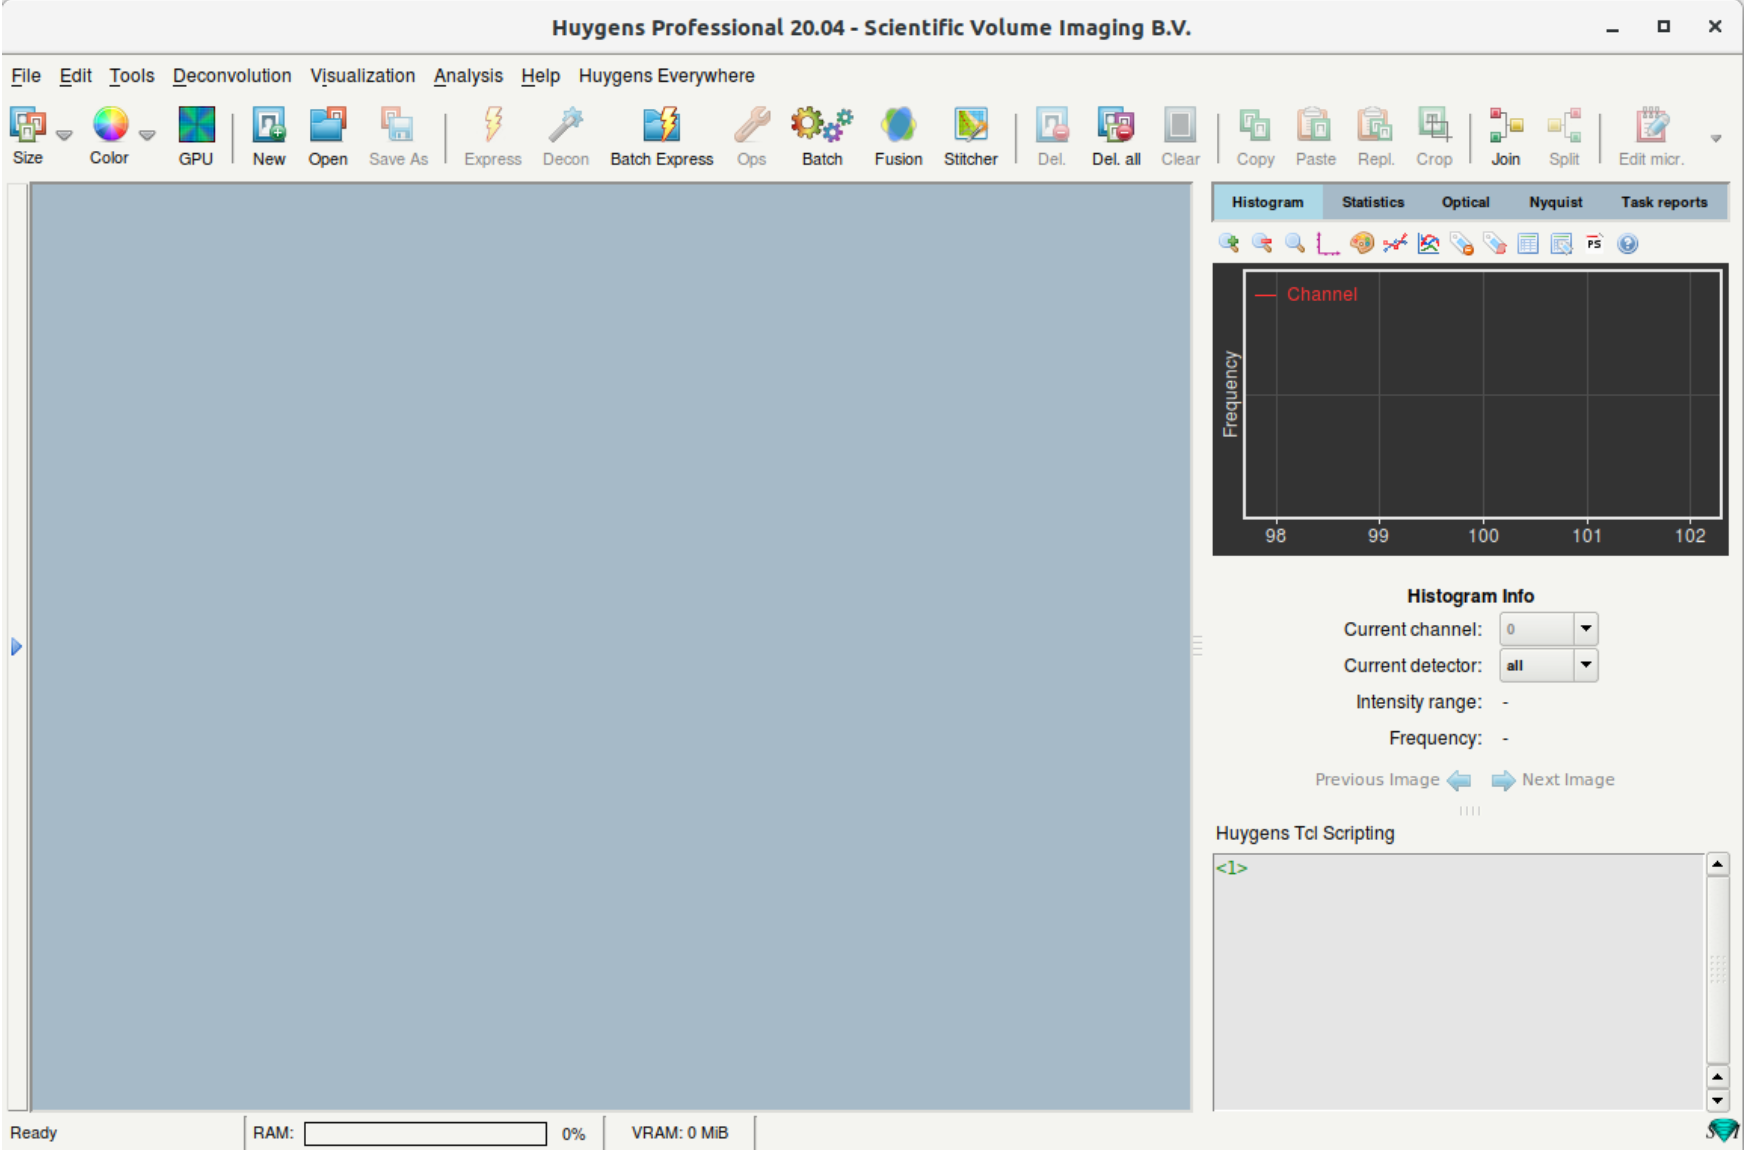 Huygens Professional 20.04 - Scientific Volume Imaging B.V.
File Edit Tools Deconvolution Visualization Analysis Help Huygens Everywhere
Size Color GPU New Open Save As Express Decon Batch Express Ops Batch Fusion Stitcher Del. Del. all Clear Copy Paste Repl. Crop Join Split Edit micr.
Histogram Statistics Optical Nyquist Task reports
PS
Channel
Frequency
98 99 100 101 102
Histogram Info
Current channel: 0
Current detector: all
Intensity range: -
Frequency: -
Previous Image Next Image
Huygens Tcl Scripting
<1>
Ready RAM: 0% VRAM: 0 MiB